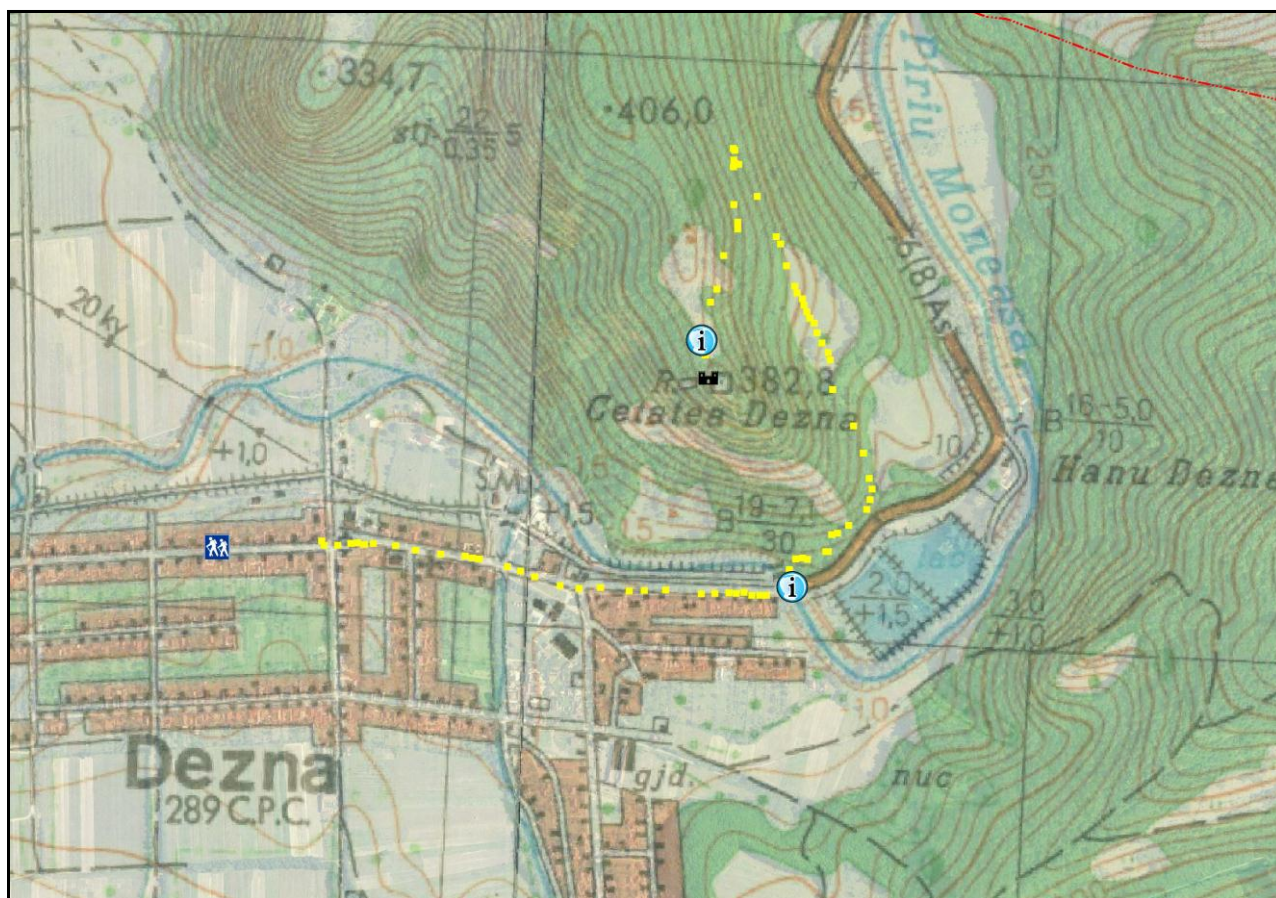 334,7
406,0
22
0,35
5
Pîrîu Moneasa
250
15
6(8)As
-1.0
20 kv
382,8
Cetatea Dezna
i
+1,0
S.M.
+1,5
15
15
B 19-7,1
30
-10
B 16-5,0
10
Hanu Dezna
i
2,0
+1,5
3,0
+1,0
-1.0
Dezna
289 C.P.C.
gjd.
nuc